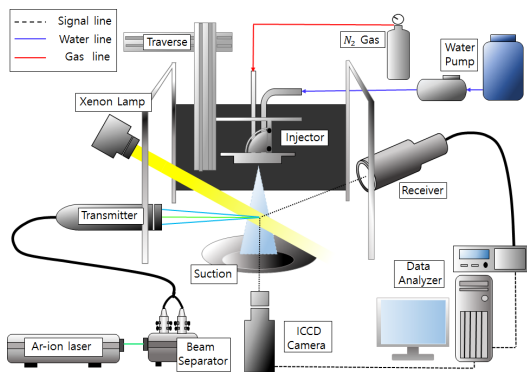 Signal line
Water line
Gas line
Traverse
N₂ Gas
Water
Pump
Xenon Lamp
Injector
Receiver
Transmitter
Suction
Data
Analyzer
ICCD
Camera
Ar-ion laser
Beam
Separator